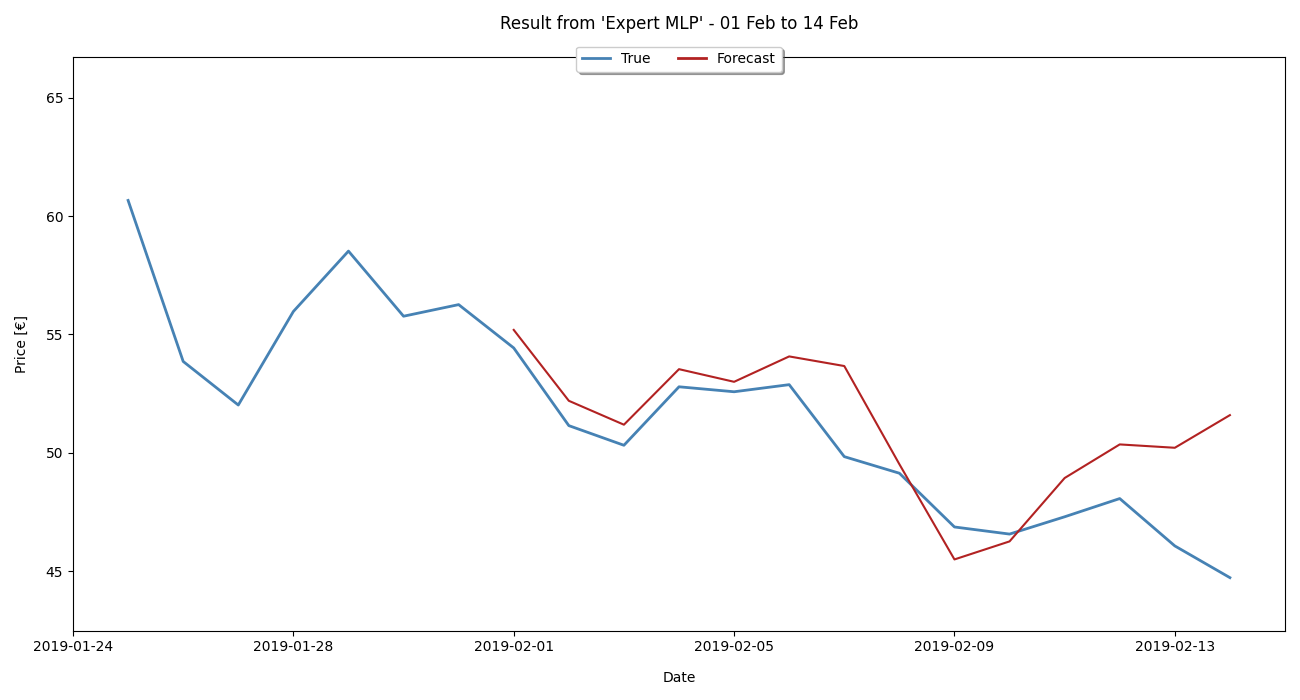 Result from 'Expert MLP' - 01 Feb to 14 Feb
True
Forecast
65
60
55
50
45
Price [€]
2019-01-24
2019-01-28
2019-02-01
2019-02-05
2019-02-09
2019-02-13
Date